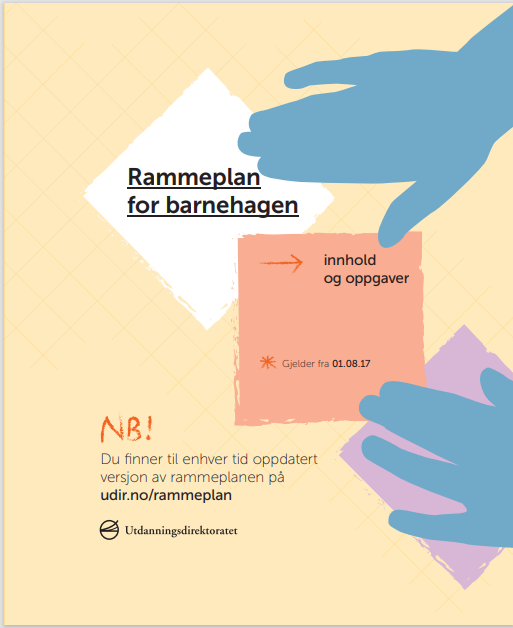 Rammeplan
for barnehagen
innhold
og oppgaver
Gjelder fra 01.08.17
NB!
Du finner til enhver tid oppdatert
versjon av rammeplanen på
udir.no/rammeplan
Utdanningsdirektoratet